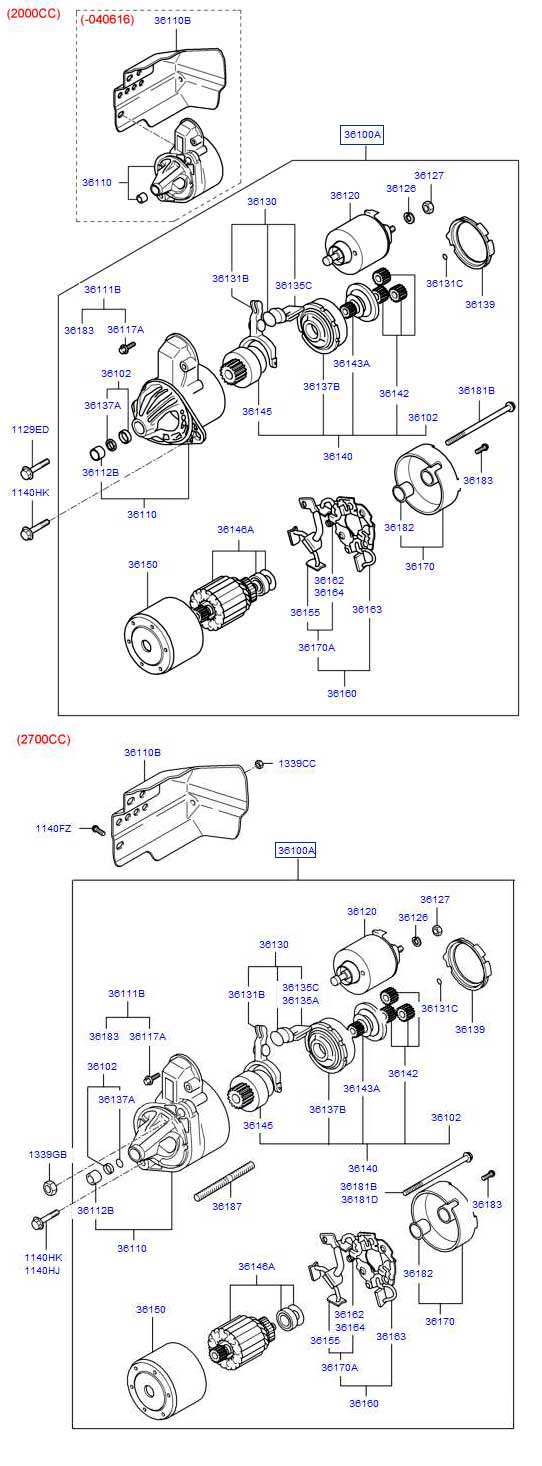 (2000CC)
(-040616)
36110B
36110
36100A
36127
36126
36120
36130
36131B
36135C
36131C
36139
36111B
36183
36117A
36102
36137A
36143A
36137B
36142
36181B
36145
36102
1129ED
36112B
36140
36183
1140HK
36110
36182
36170
36146A
36150
36162
36164
36155
36163
36170A
36160
(2700CC)
36110B
1339CC
1140FZ
36100A
36127
36120
36126
36130
36135C
36131B
36135A
36131C
36111B
36139
36183
36117A
36102
36142
36143A
36137A
36137B
36102
36145
1339GB
36140
36181B
36181D
36183
36187
36112B
36110
1140HK
1140HJ
36146A
36182
36150
36162
36170
36164
36155
36163
36170A
36160